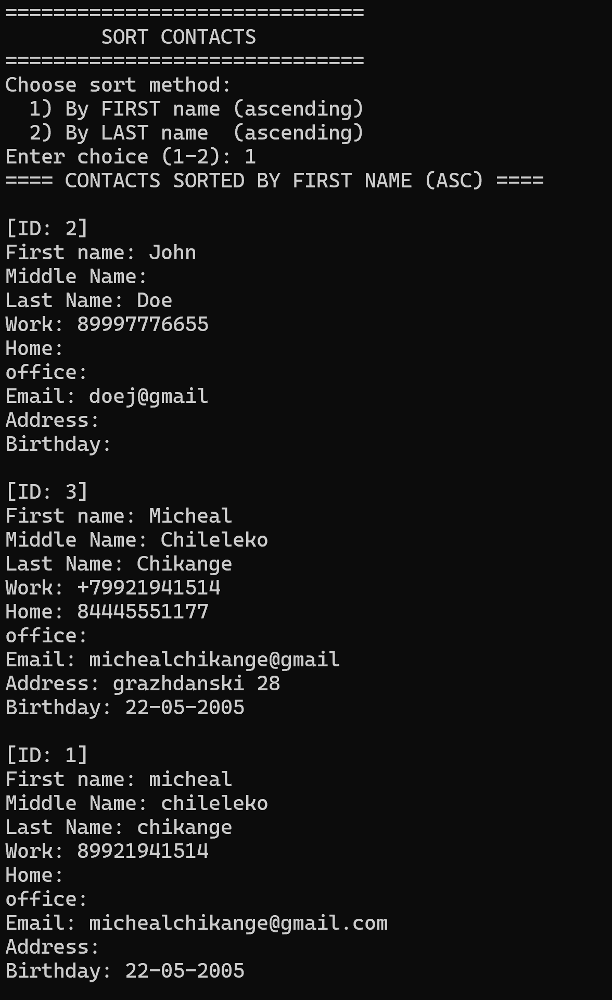 ==============================
        SORT CONTACTS
==============================
Choose sort method:
  1) By FIRST name (ascending)
  2) By LAST name  (ascending)
Enter choice (1-2): 1
==== CONTACTS SORTED BY FIRST NAME (ASC) ====

[ID: 2]
First name: John
Middle Name:
Last Name: Doe
Work: 89997776655
Home:
office:
Email: doej@gmail
Address:
Birthday:

[ID: 3]
First name: Micheal
Middle Name: Chileleko
Last Name: Chikange
Work: +79921941514
Home: 84445551177
office:
Email: michealchikange@gmail
Address: grazhdanski 28
Birthday: 22-05-2005

[ID: 1]
First name: micheal
Middle Name: chileleko
Last Name: chikange
Work: 89921941514
Home:
office:
Email: michealchikange@gmail.com
Address:
Birthday: 22-05-2005